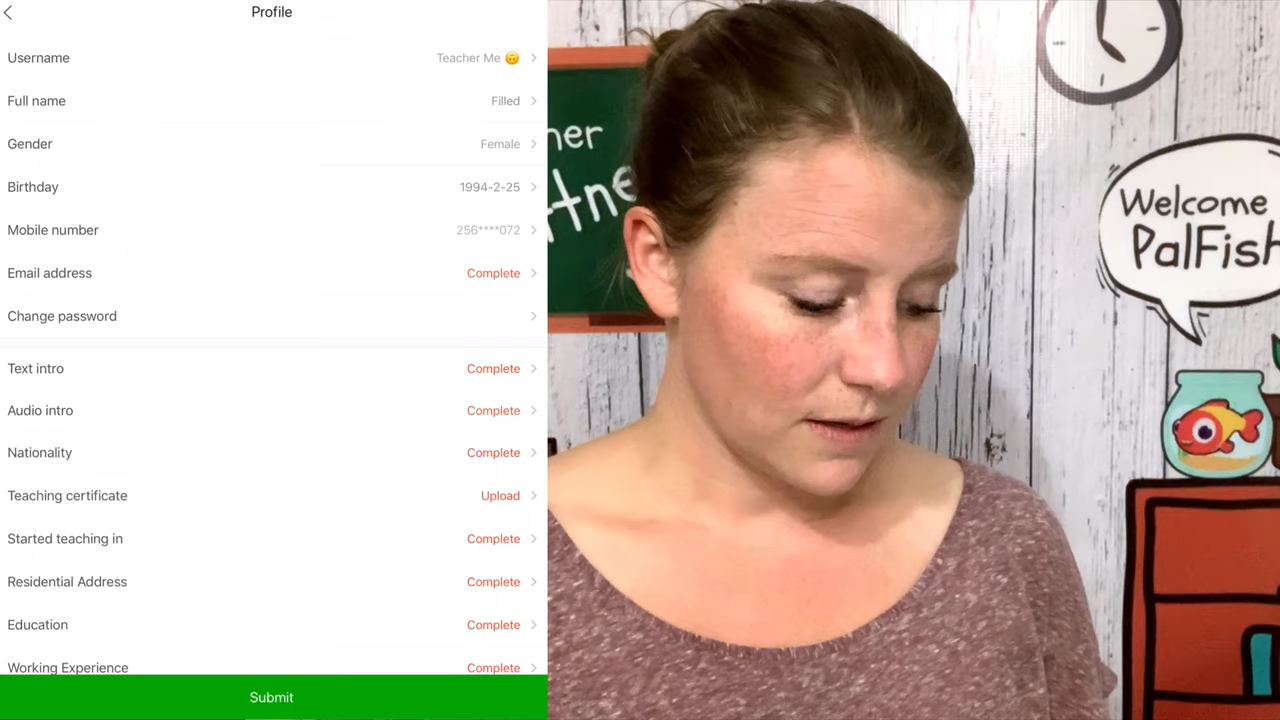 Profile
Username Teacher Me 🙃
Full name Filled
Gender Female
Birthday 1994-2-25
Mobile number 256****072
Email address Complete
Change password
Text intro Complete
Audio intro Complete
Nationality Complete
Teaching certificate Upload
Started teaching in Complete
Residential Address Complete
Education Complete
Working Experience Complete
Submit
her
rtne
Welcome
PalFish